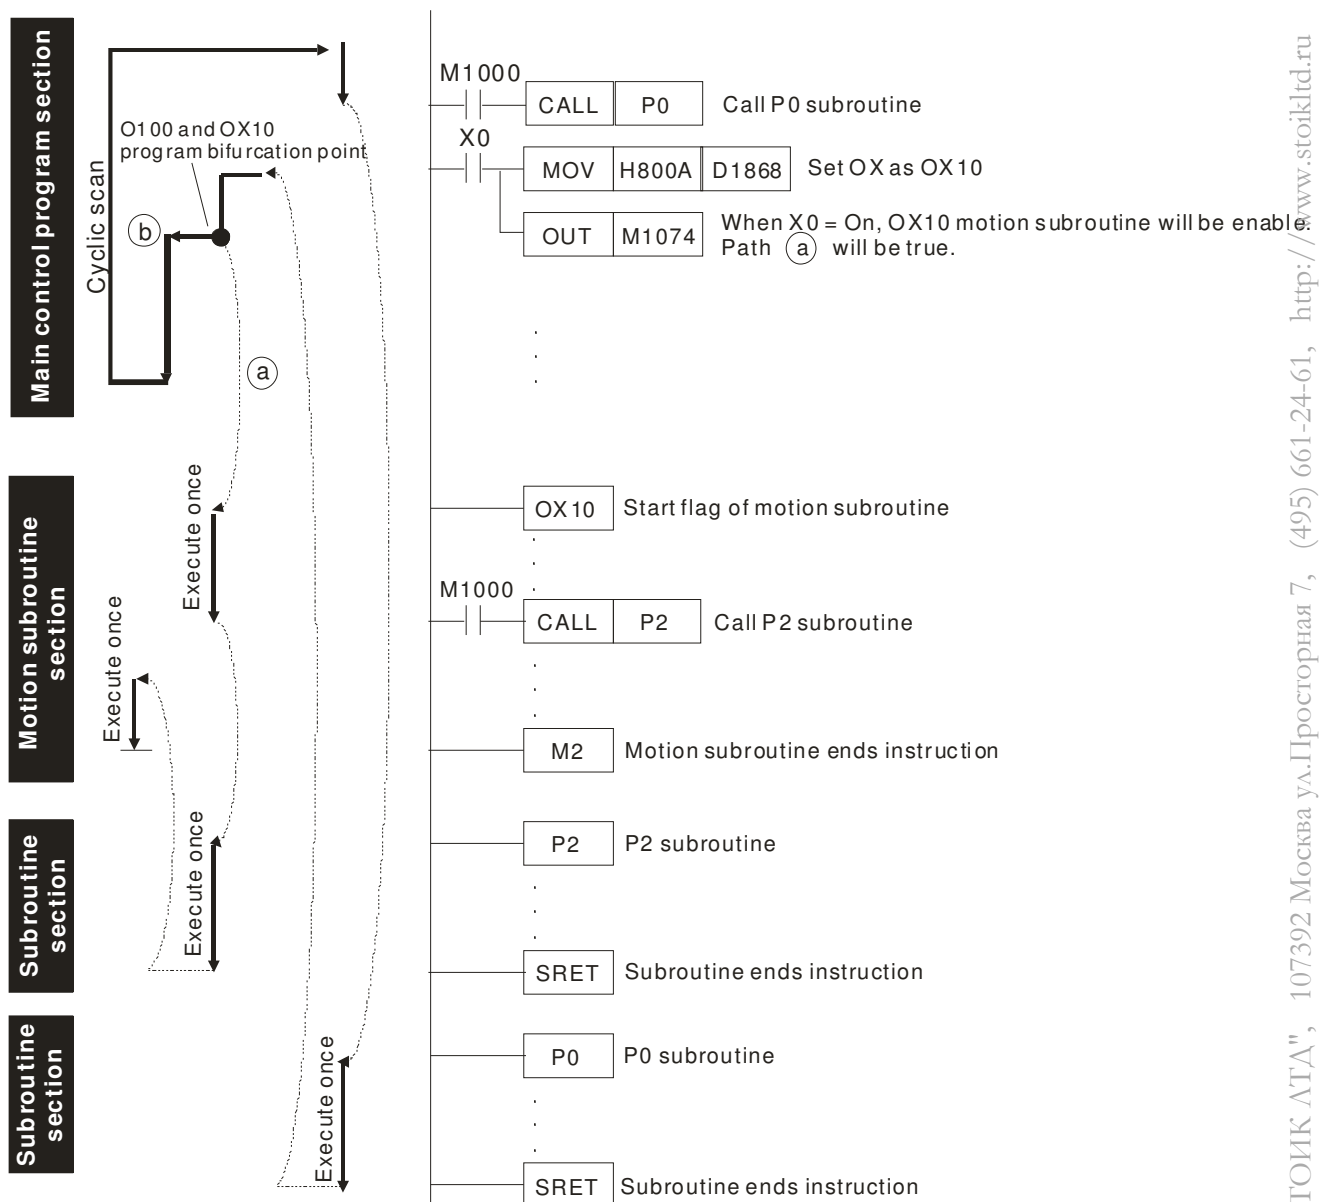 Main control program section
Cyclic scan
O100 and OX10
program bifurcation point
b
a
M1000
CALL P0 Call P0 subroutine
X0
MOV H800A D1868 Set OX as OX10
OUT M1074 When X0 = On, OX10 motion subroutine will be enable.
Path a will be true.
Motion subroutine
section
Execute once
Execute once
OX10 Start flag of motion subroutine
M1000
CALL P2 Call P2 subroutine
M2 Motion subroutine ends instruction
Subroutine
section
Execute once
P2 P2 subroutine
SRET Subroutine ends instruction
Subroutine
section
Execute once
P0 P0 subroutine
SRET Subroutine ends instruction
ТОИК ЛТД", 107392 Москва ул.Просторная 7, (495) 661-24-61, http://www.stoikltd.ru